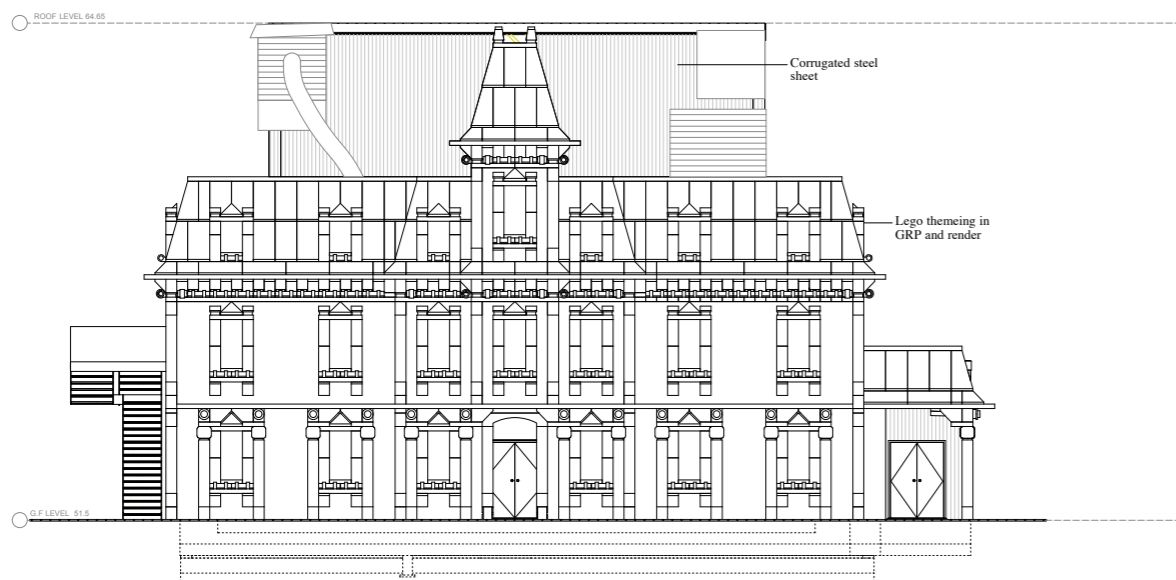 ROOF LEVEL 64.65
Corrugated steel
sheet
Lego themeing in
GRP and render
G.F LEVEL 51.5